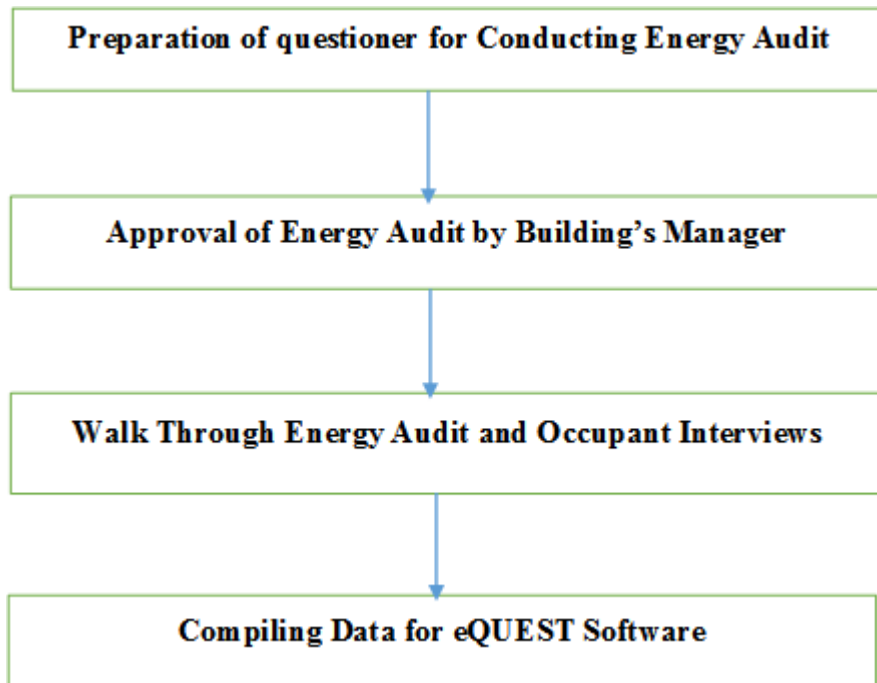 Preparation of questioner for Conducting Energy Audit
Approval of Energy Audit by Building’s Manager
Walk Through Energy Audit and Occupant Interviews
Compiling Data for eQUEST Software